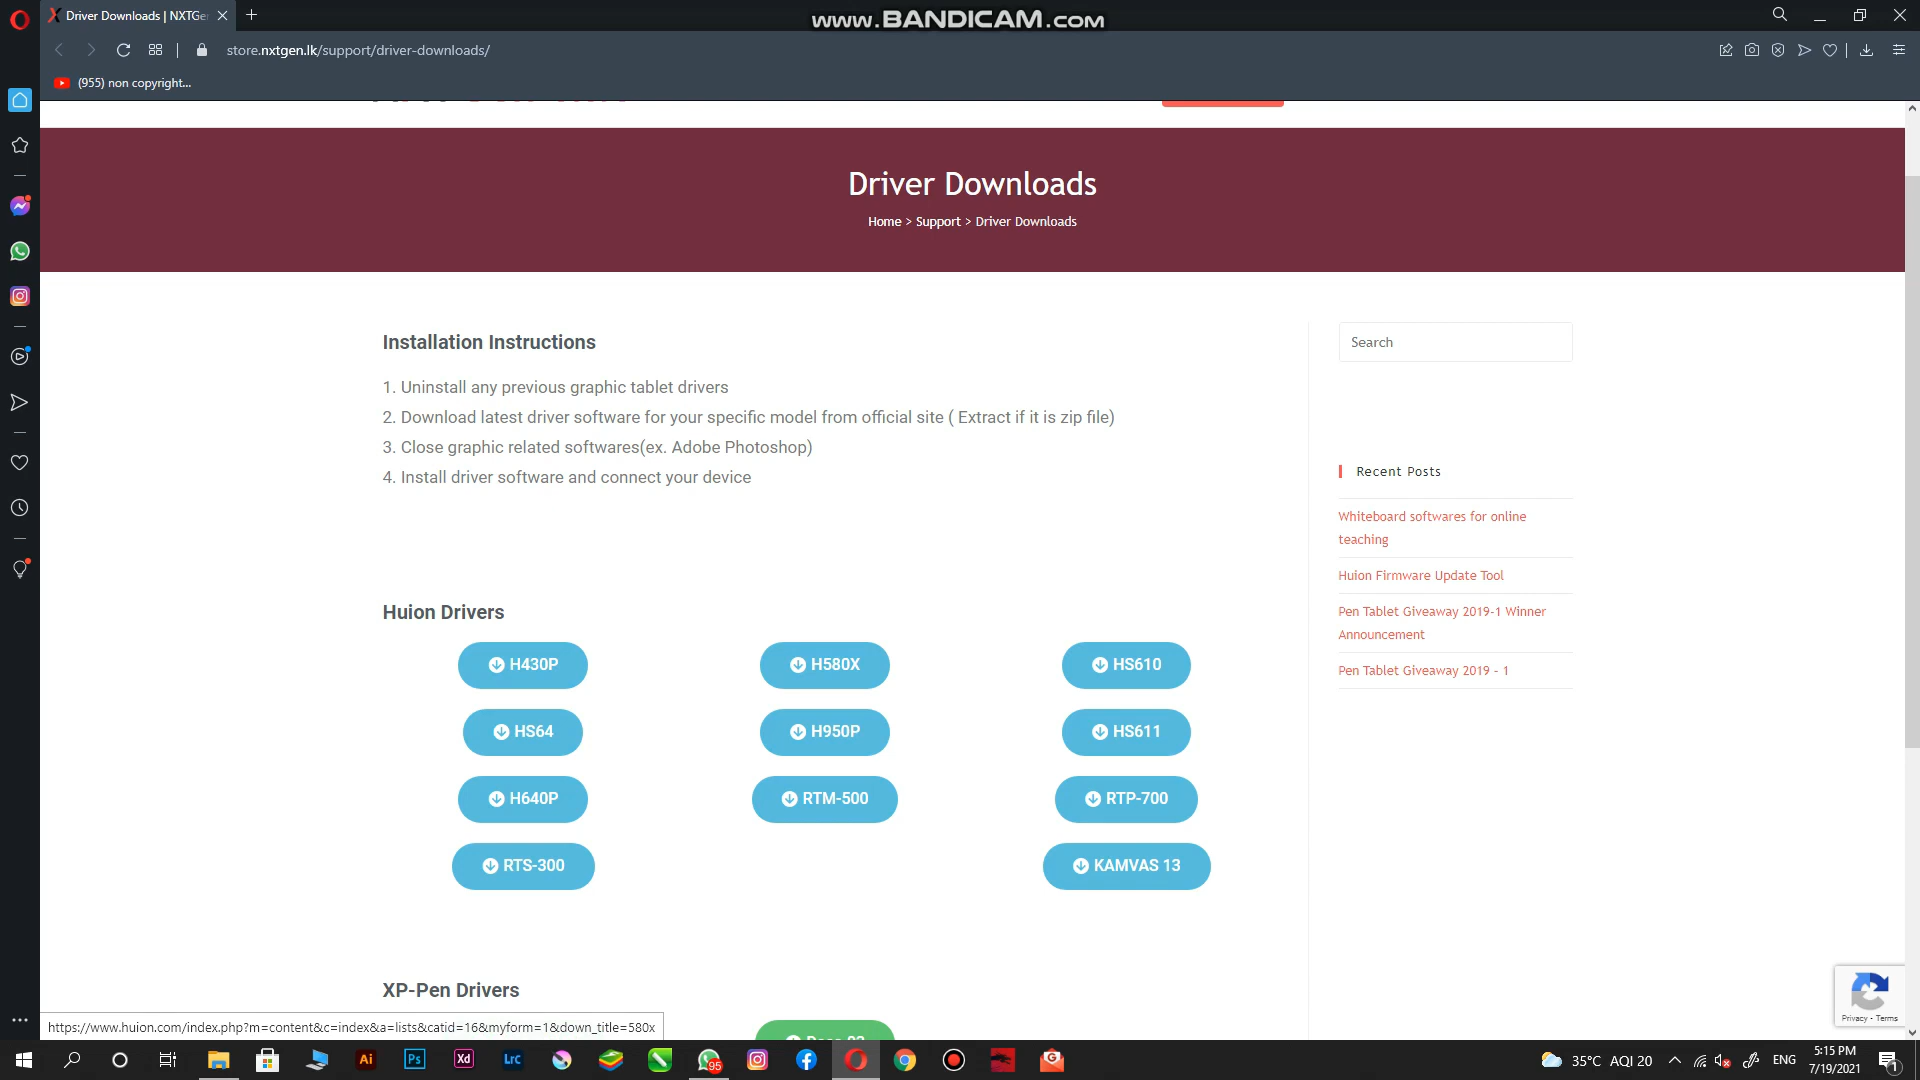 Driver Downloads | NXTGe
www.BANDICAM.com
store.nxtgen.lk/support/driver-downloads/
(955) non copyright...
Driver Downloads
Home > Support > Driver Downloads
Installation Instructions
1. Uninstall any previous graphic tablet drivers
2. Download latest driver software for your specific model from official site ( Extract if it is zip file)
3. Close graphic related softwares(ex. Adobe Photoshop)
4. Install driver software and connect your device
Search
Recent Posts
Whiteboard softwares for online
teaching
Huion Firmware Update Tool
Pen Tablet Giveaway 2019-1 Winner
Announcement
Pen Tablet Giveaway 2019 - 1
Huion Drivers
H430P
H580X
HS610
HS64
H950P
HS611
H640P
RTM-500
RTP-700
RTS-300
KAMVAS 13
XP-Pen Drivers
Privacy - Terms
https://www.huion.com/index.php?m=content&c=index&a=lists&catid=16&myform=1&down_title=580x
Ai
Ps
Xd
Lrc
95
35°C AQI 20
ENG
5:15 PM
7/19/2021
1